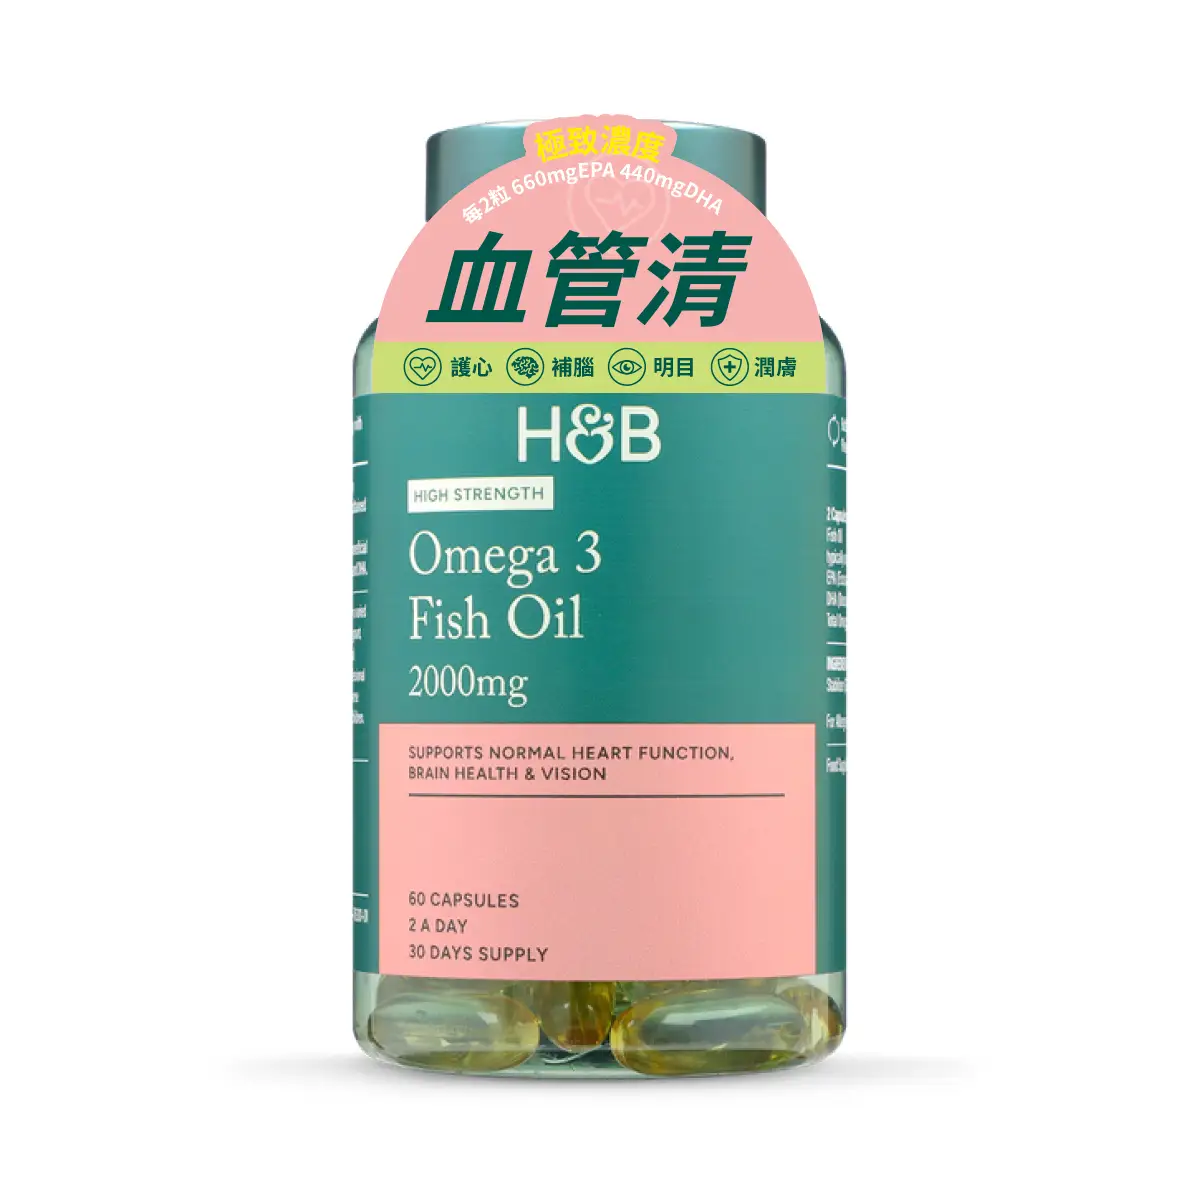 極致濃度
每2粒 660mgEPA 440mgDHA
血管清
護心 補腦 明目 潤膚
H&B
HIGH STRENGTH
Omega 3
Fish Oil
2000mg
SUPPORTS NORMAL HEART FUNCTION,
BRAIN HEALTH & VISION
60 CAPSULES
2 A DAY
30 DAYS SUPPLY